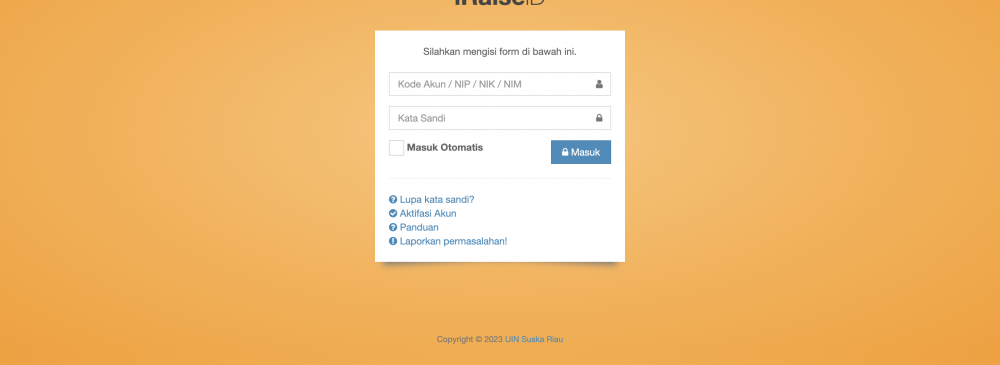 iRaiseID
Silahkan mengisi form di bawah ini.
Kode Akun / NIP / NIK / NIM
Kata Sandi
Masuk Otomatis
Masuk
Lupa kata sandi?
Aktifasi Akun
Panduan
Laporkan permasalahan!
Copyright © 2023 UIN Suska Riau